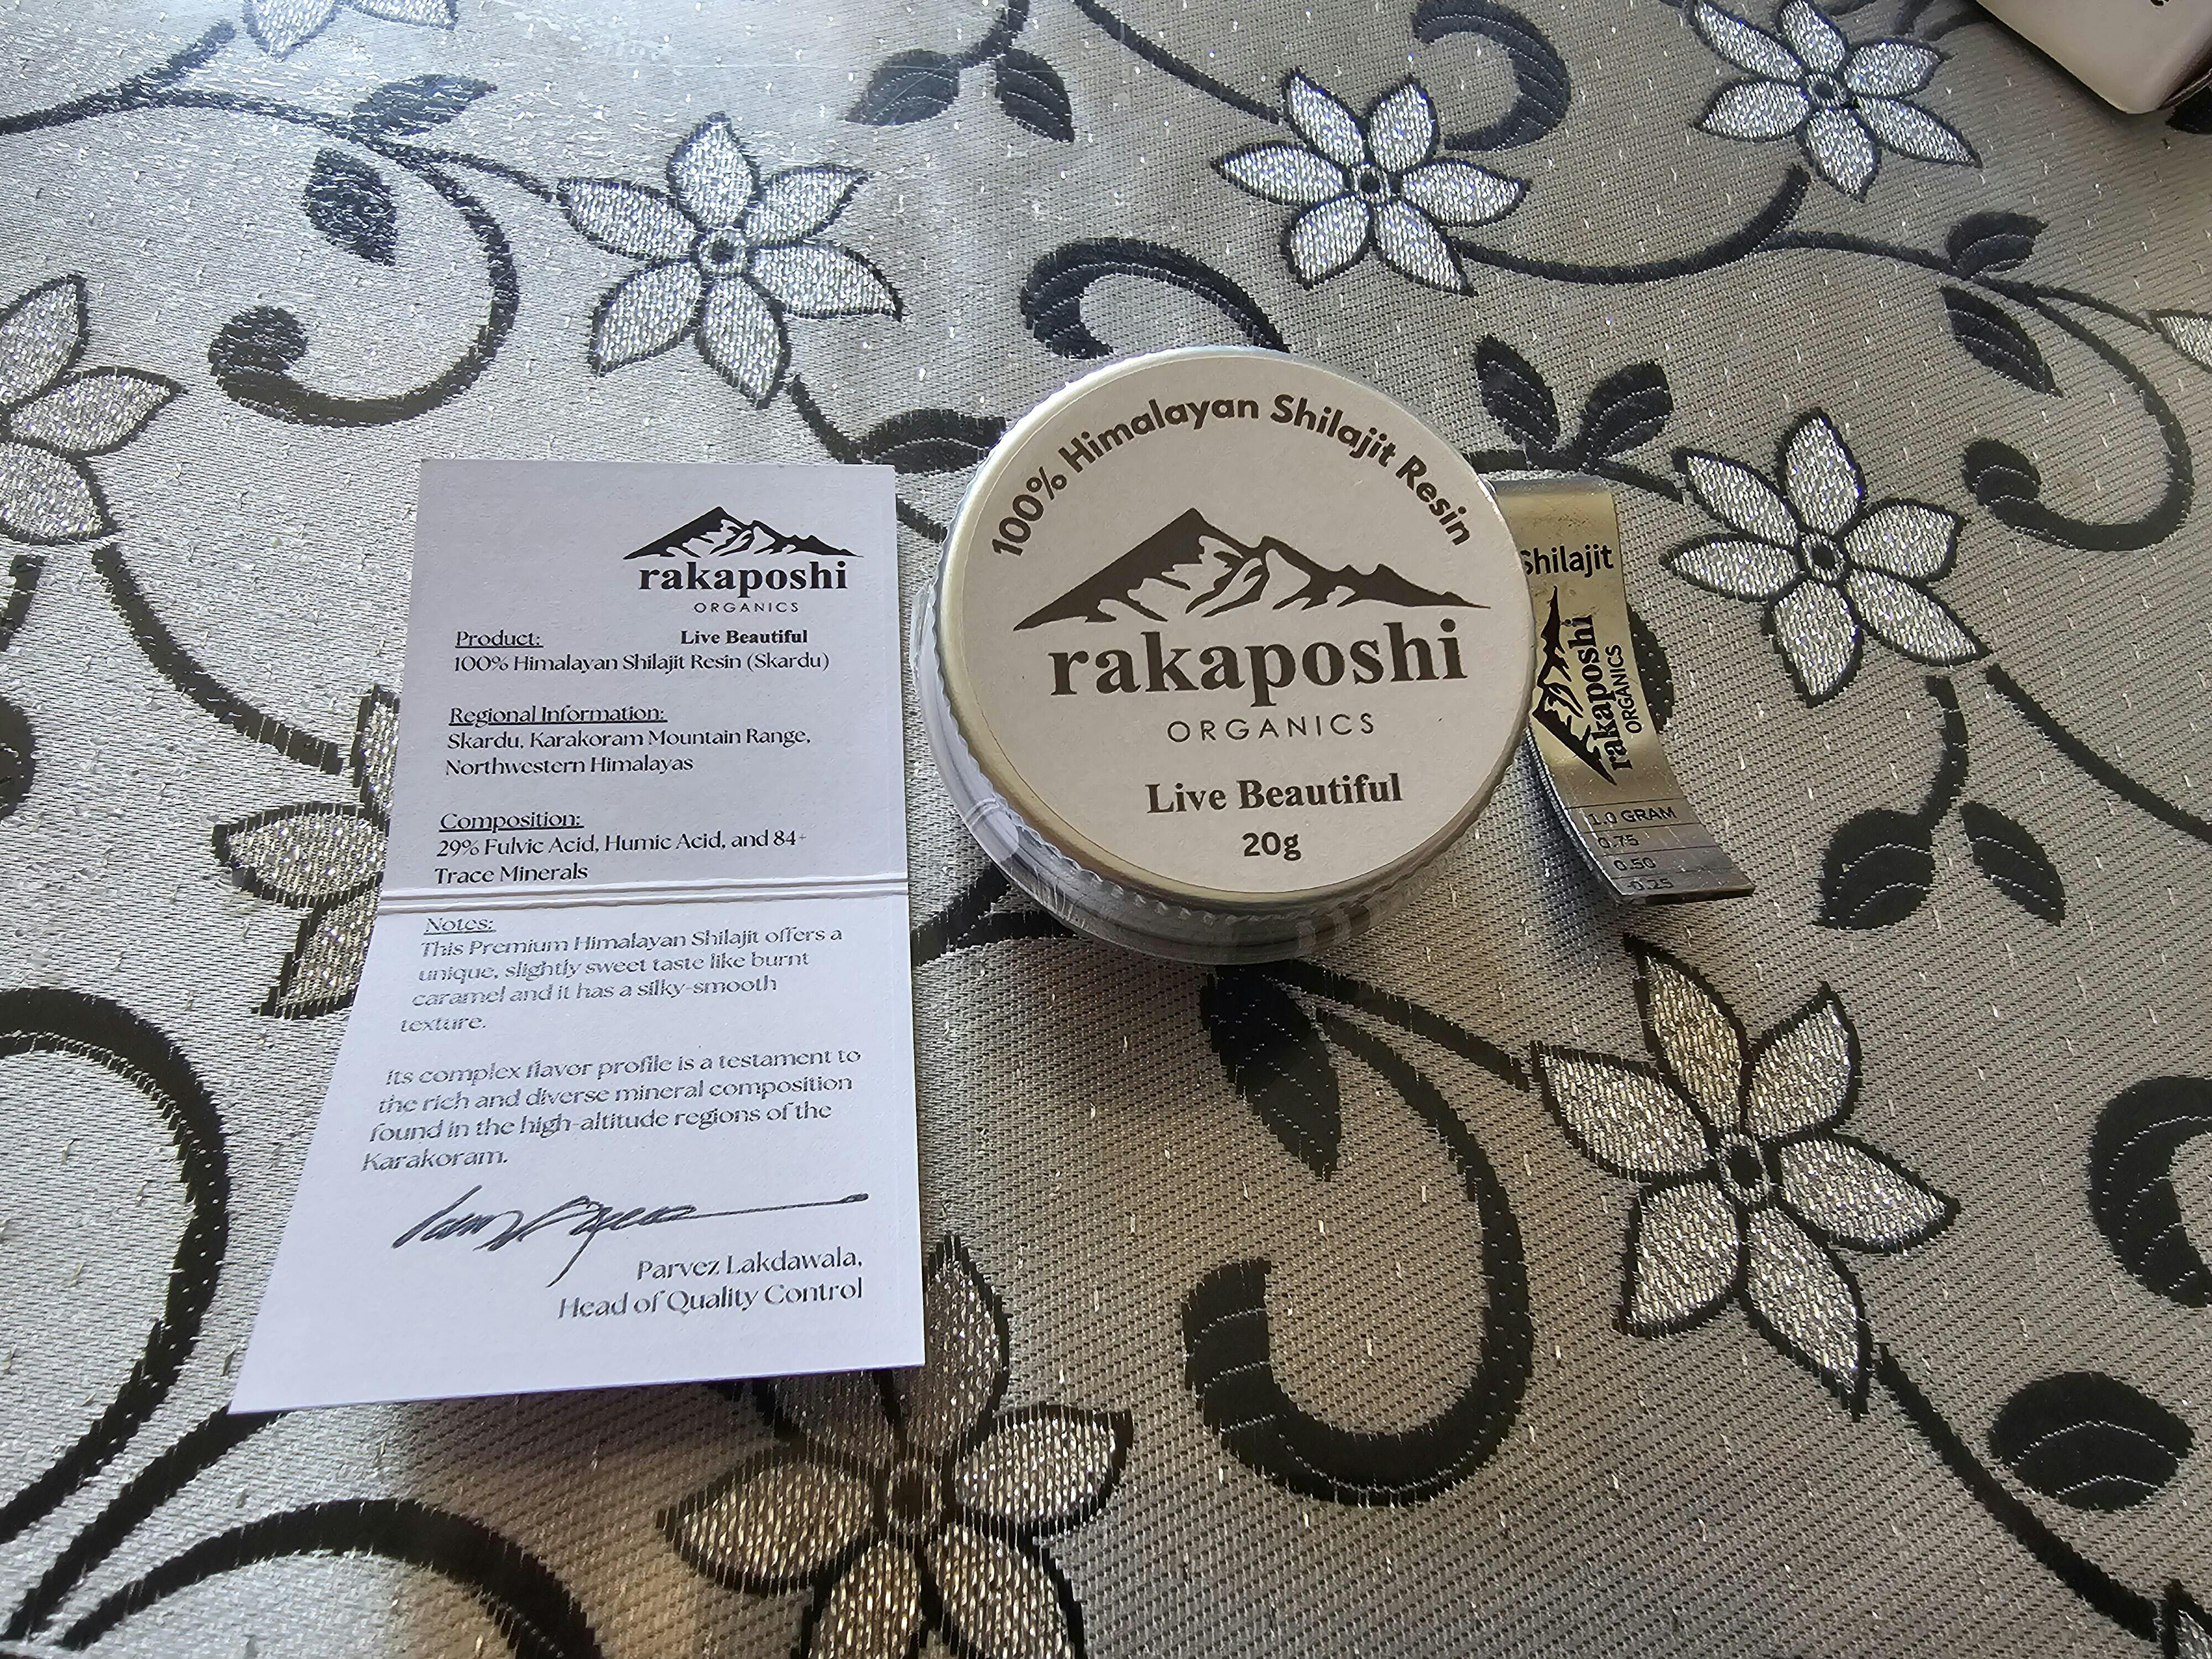 rakaposhi
ORGANICS
Live Beautiful
Product:
100% Himalayan Shilajit Resin (Skardu)
Regional Information:
Skardu, Karakoram Mountain Range,
Northwestern Himalayas
Composition:
29% Fulvic Acid, Humic Acid, and 84+
Trace Minerals
Notes:
This Premium Himalayan Shilajit offers a
unique, slightly sweet taste like burnt
caramel and it has a silky-smooth
texture.
Its complex flavor profile is a testament to
the rich and diverse mineral composition
found in the high-altitude regions of the
Karakoram.
Parvez Lakdawala,
Head of Quality Control
100% Himalayan Shilajit Resin
rakaposhi
ORGANICS
Live Beautiful
20g
Shilajit
rakaposhi
ORGANICS
1.0 GRAM
0.75
0.50
0.25